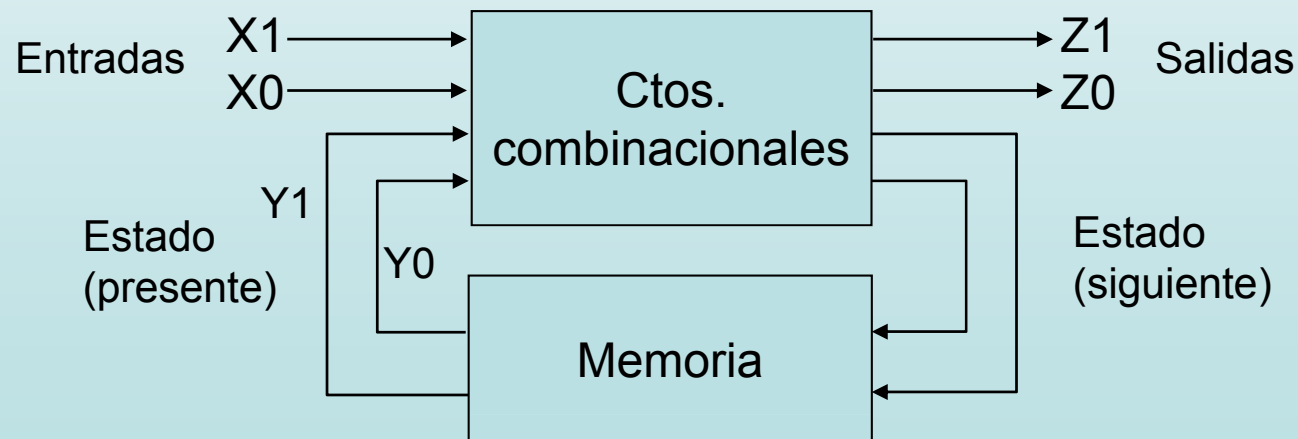 Entradas
X1
X0
Ctos.
combinacionales
Z1
Z0
Salidas
Y1
Y0
Estado
(presente)
Memoria
Estado
(siguiente)